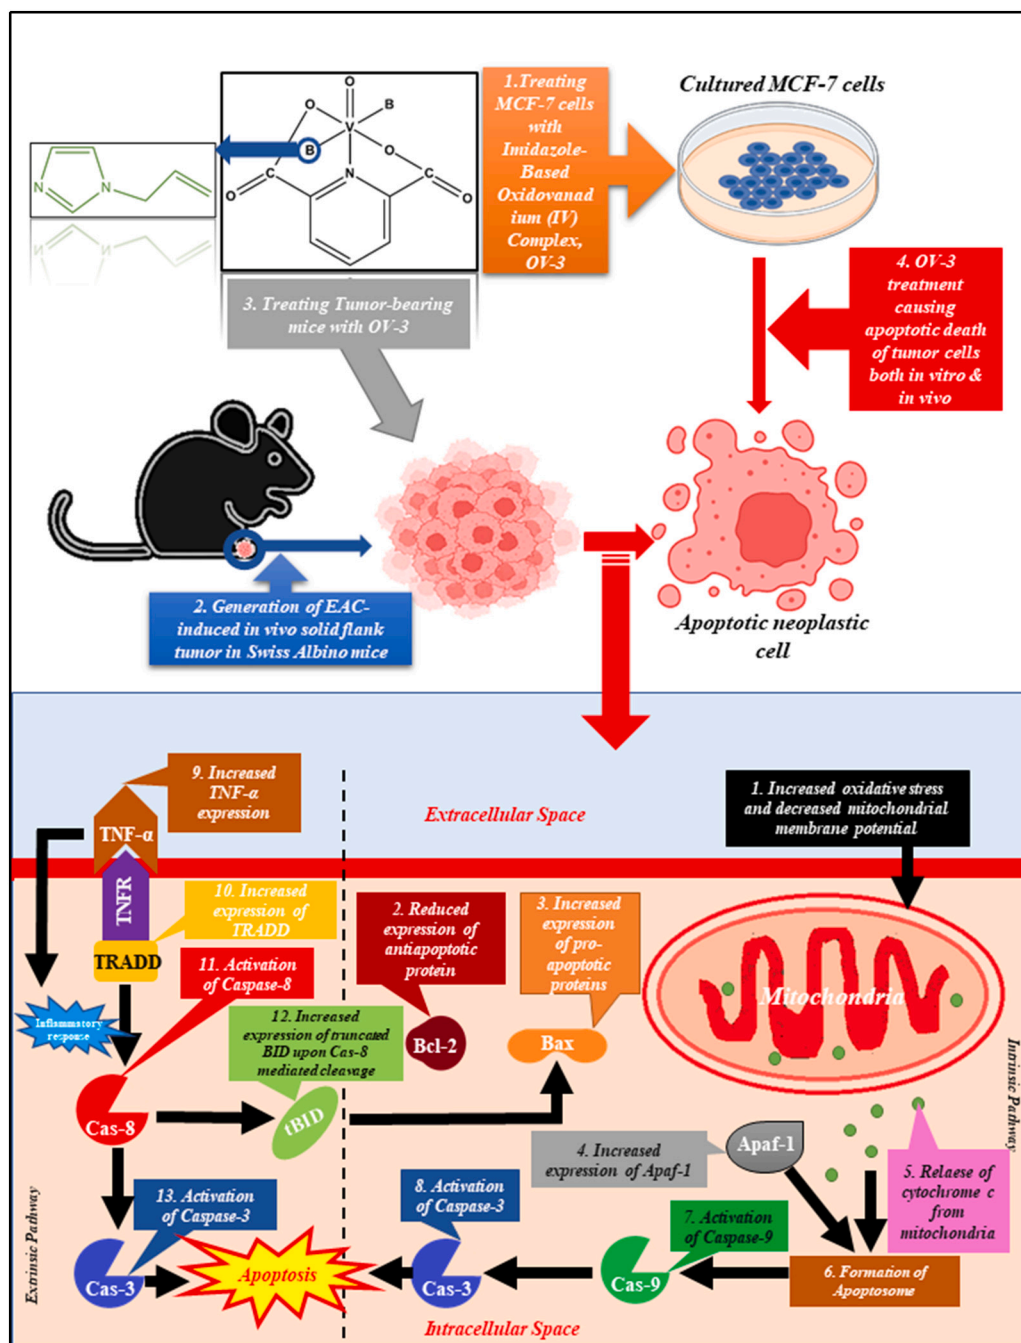 1.Treating
MCF-7 cells
with
Imidazole-
Based
Oxidovanad
ium (IV)
Complex,
OV-3
Cultured MCF-7 cells
O
O
V
B
B
O
C
N
C
O
O
N
N
N
3. Treating Tumor-bearing
mice with OV-3
4. OV-3
treatment
causing
apoptotic death
of tumor cells
both in vitro &
in vivo
2. Generation of EAC-
induced in vivo solid flank
tumor in Swiss Albino mice
Apoptotic neoplastic
cell
9. Increased
TNF-α
expression
Extracellular Space
1. Increased oxidative stress
and decreased mitochondrial
membrane potential
TNF-α
TNFR
TRADD
10. Increased
expression of
TRADD
11. Activation
of Caspase-8
Inflammatory
response
12. Increased
expression of truncated
BID upon Cas-8
mediated cleavage
2. Reduced
expression of
antiapoptotic
protein
Bcl-2
3. Increased
expression
of pro-
apoptotic
proteins
Bax
Mitochondria
Intrinsic Pathway
Cas-8
tBID
4. Increased
expression of Apaf-1
Apaf-1
5. Relaese of
cytochrome c
from
mitochondria
Extrinsic Pathway
13. Activation
of Caspase-3
8. Activation
of Caspase-3
7. Activation
of Caspase-9
6. Formation of
Apoptosome
Cas-3
Apoptosis
Cas-3
Cas-9
Intracellular Space